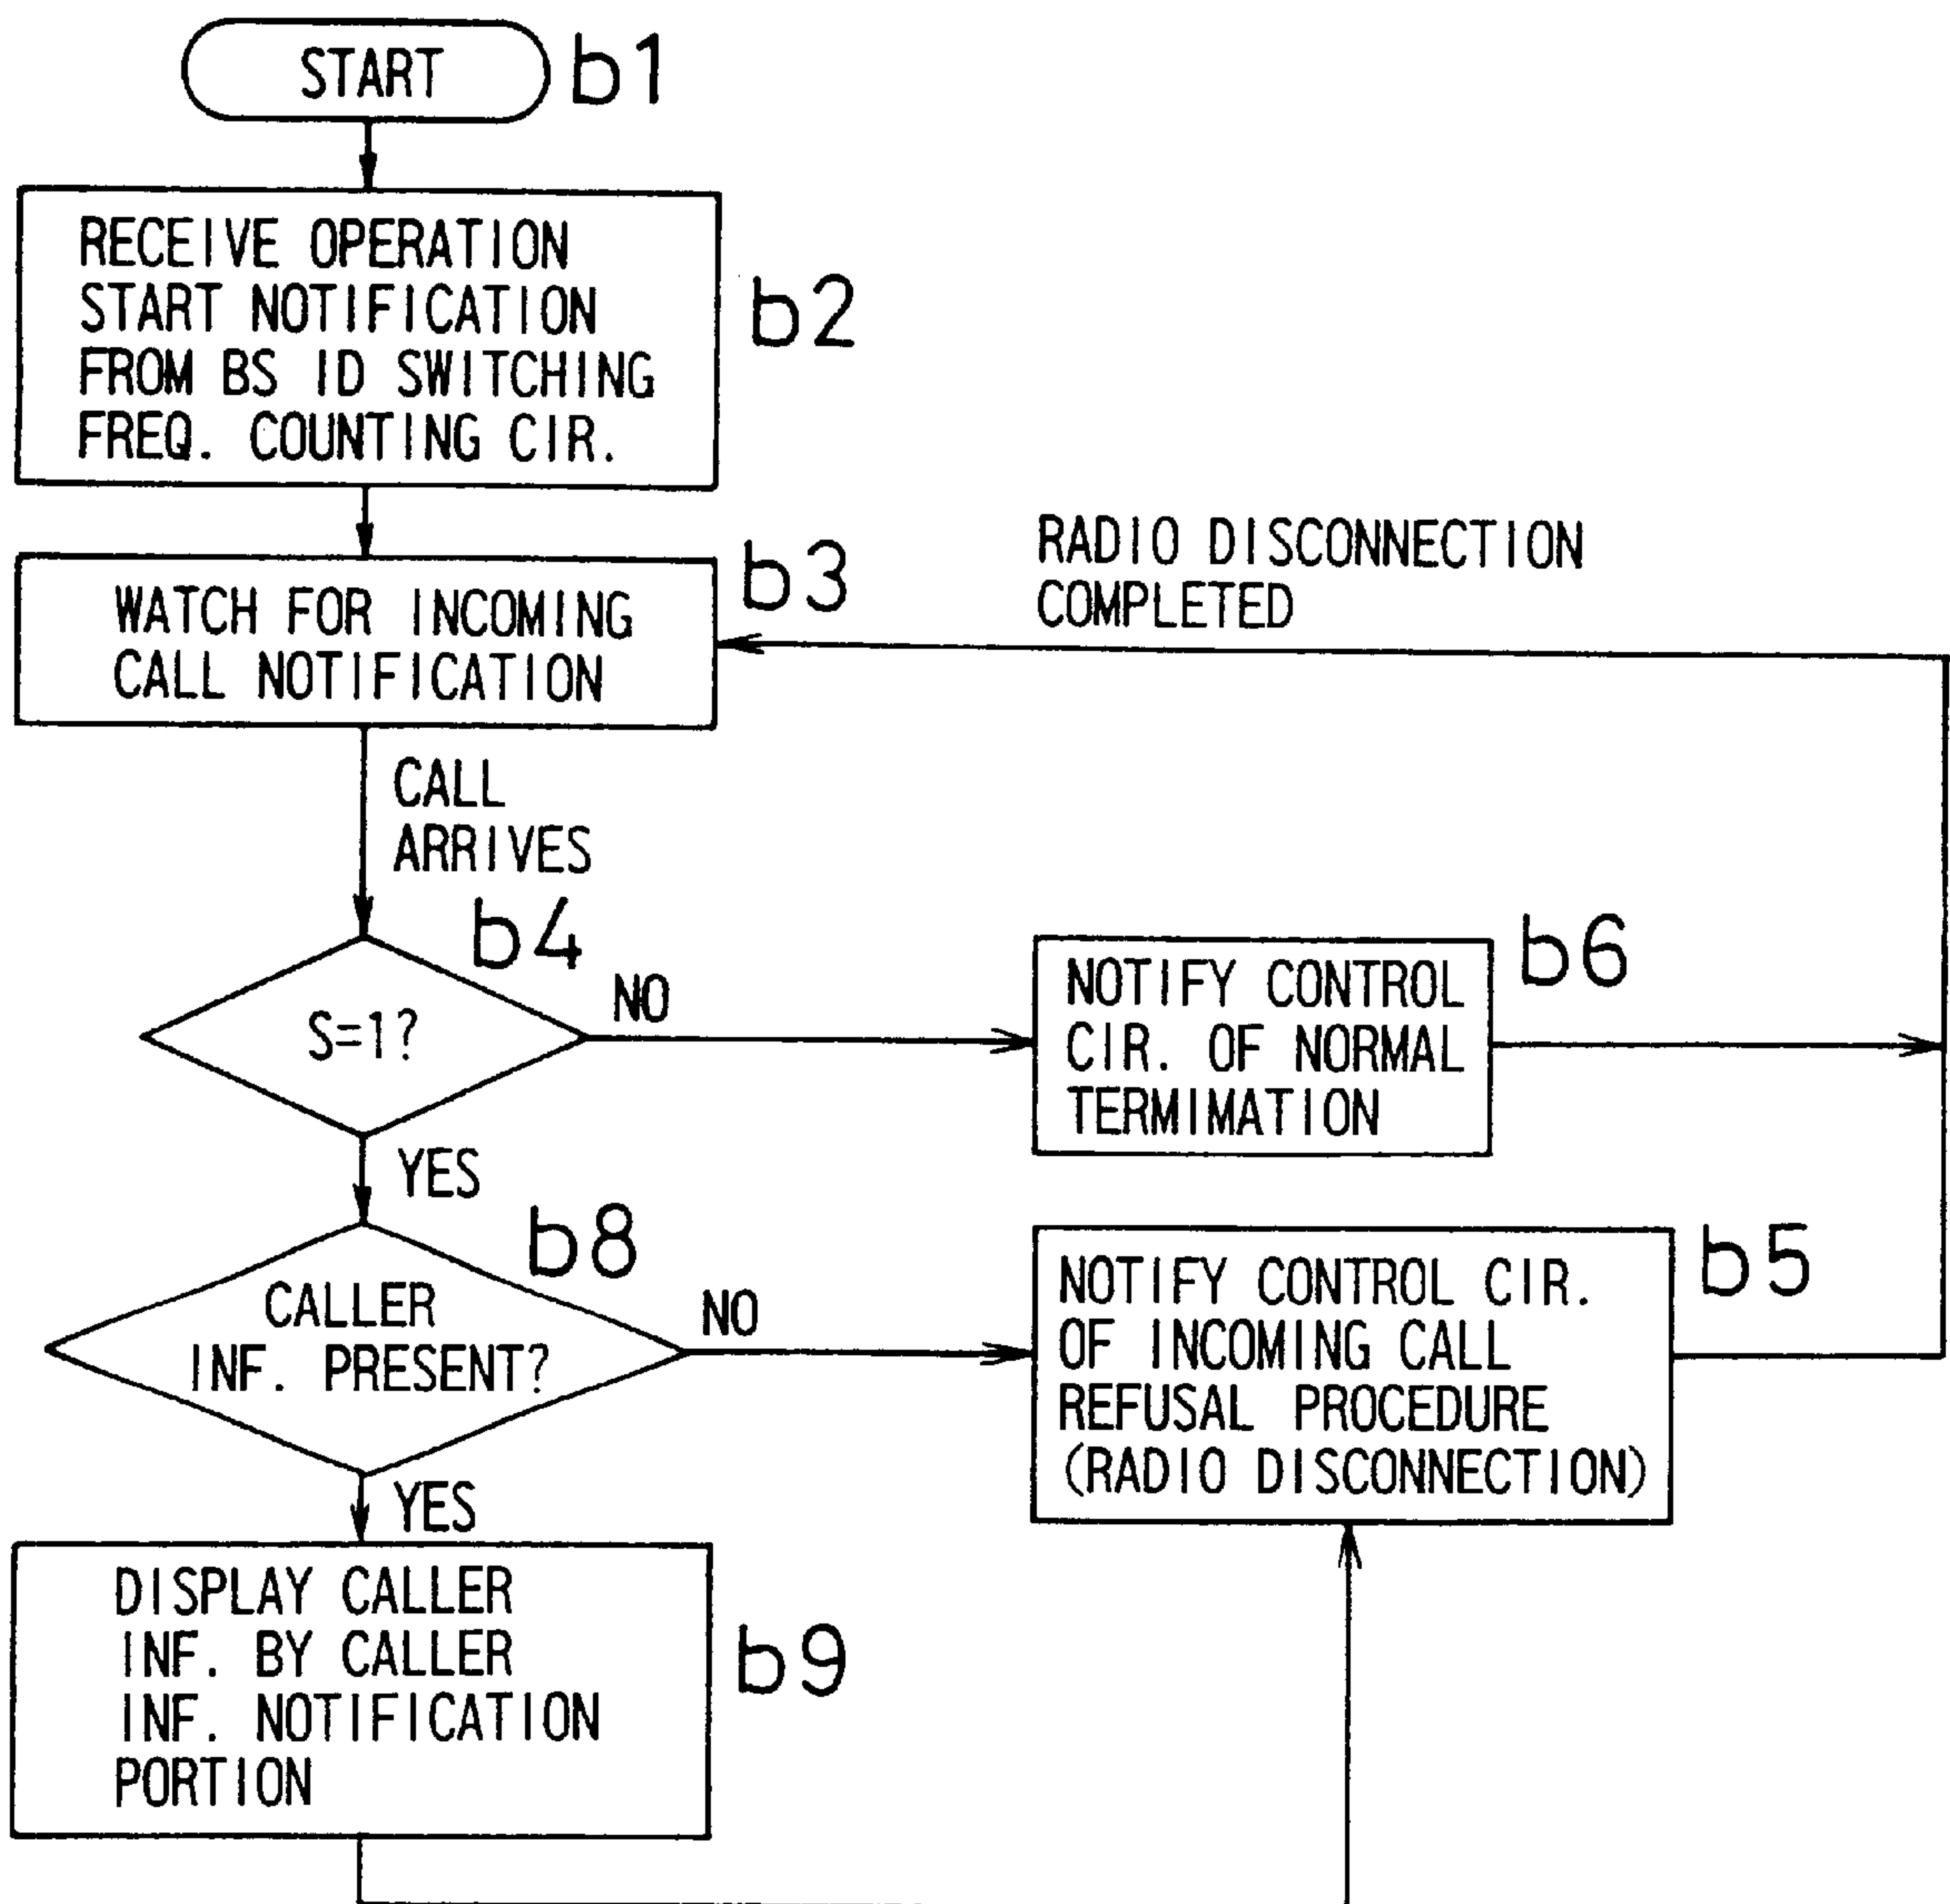 START
b1
RECEIVE OPERATION
START NOTIFICATION
FROM BS ID SWITCHING
FREQ. COUNTING CIR.
b2
WATCH FOR INCOMING
CALL NOTIFICATION
b3
RADIO DISCONNECTION
COMPLETED
CALL
ARRIVES
b4
S=1?
NO
NOTIFY CONTROL
CIR. OF NORMAL
TERMIMATION
b6
YES
b8
CALLER
INF. PRESENT?
NO
NOTIFY CONTROL CIR.
OF INCOMING CALL
REFUSAL PROCEDURE
(RADIO DISCONNECTION)
b5
YES
DISPLAY CALLER
INF. BY CALLER
INF. NOTIFICATION
PORTION
b9